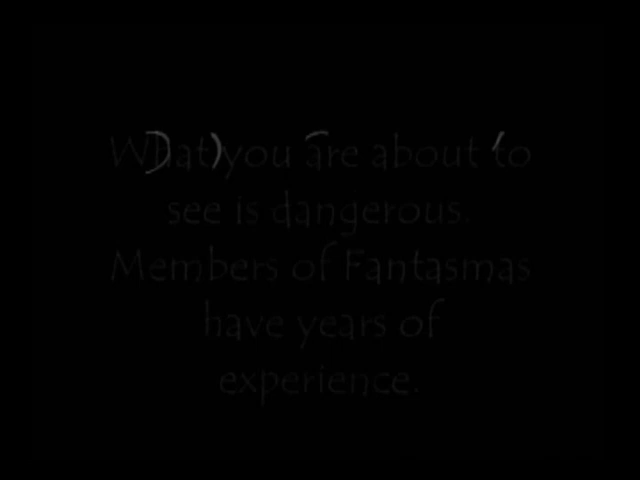 What you are about to
see is dangerous.
Members of Fantasmas
have years of
experience.